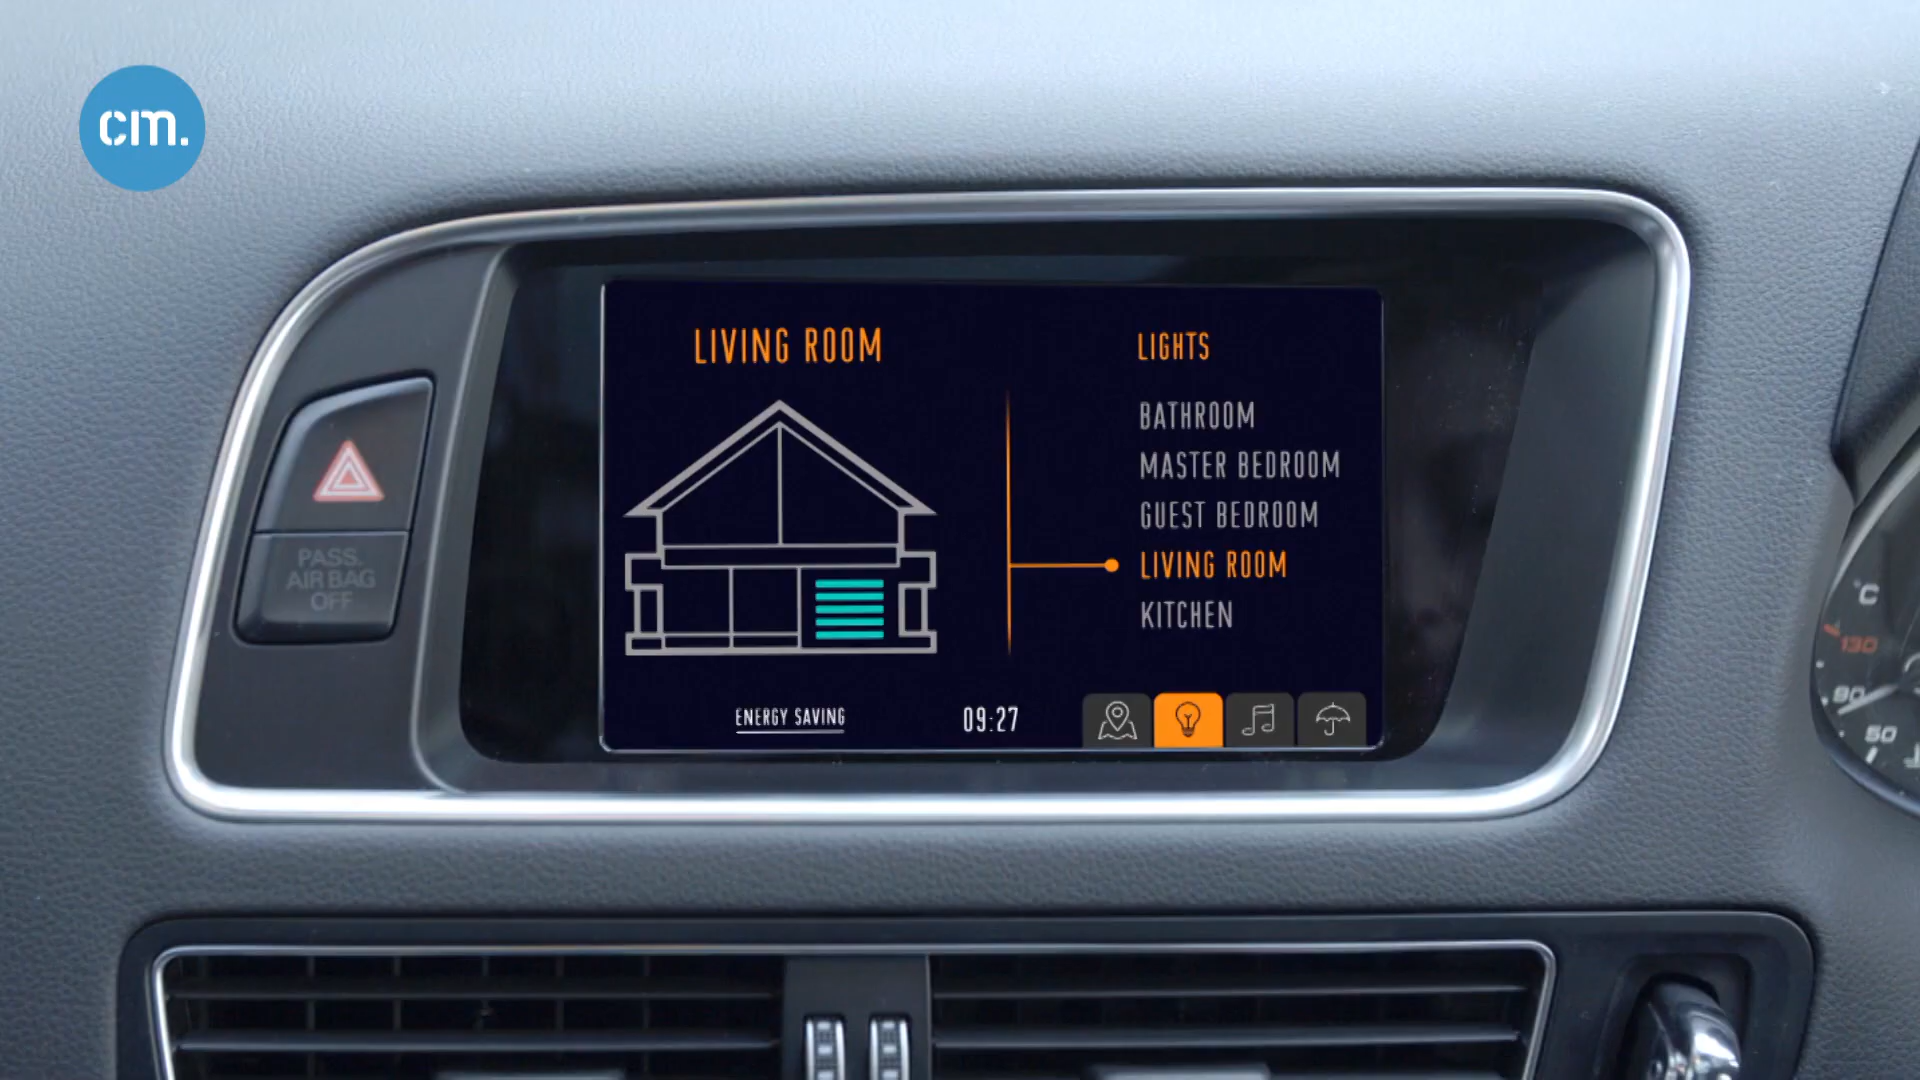 cm.
LIVING ROOM
LIGHTS
BATHROOM
MASTER BEDROOM
GUEST BEDROOM
LIVING ROOM
KITCHEN
ENERGY SAVING
09:27
PASS.
AIR BAG
OFF
°C
130
90
50